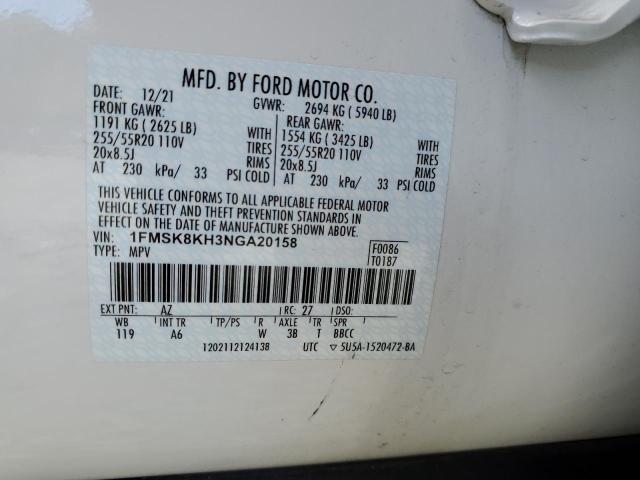 MFD. BY FORD MOTOR CO.
DATE: 12/21 GVWR: 2694 KG ( 5940 LB)
FRONT GAWR: REAR GAWR:
1191 KG ( 2625 LB) WITH 1554 KG ( 3425 LB) WITH
255/55R20 110V TIRES 255/55R20 110V TIRES
20x8.5J RIMS 20x8.5J RIMS
AT 230 kPa/ 33 PSI COLD AT 230 kPa/ 33 PSI COLD
THIS VEHICLE CONFORMS TO ALL APPLICABLE FEDERAL MOTOR
VEHICLE SAFETY AND THEFT PREVENTION STANDARDS IN
EFFECT ON THE DATE OF MANUFACTURE SHOWN ABOVE.
VIN: 1FMSK8KH3NGA20158 F0086
TYPE: MPV T0187
EXT PNT: AZ RC: 27 DSO:
WB INT TR TP/PS R AXLE TR SPR
119 A6 W 3B T BBCC
1202112124138 UTC ▽ 5U5A-1520472-BA